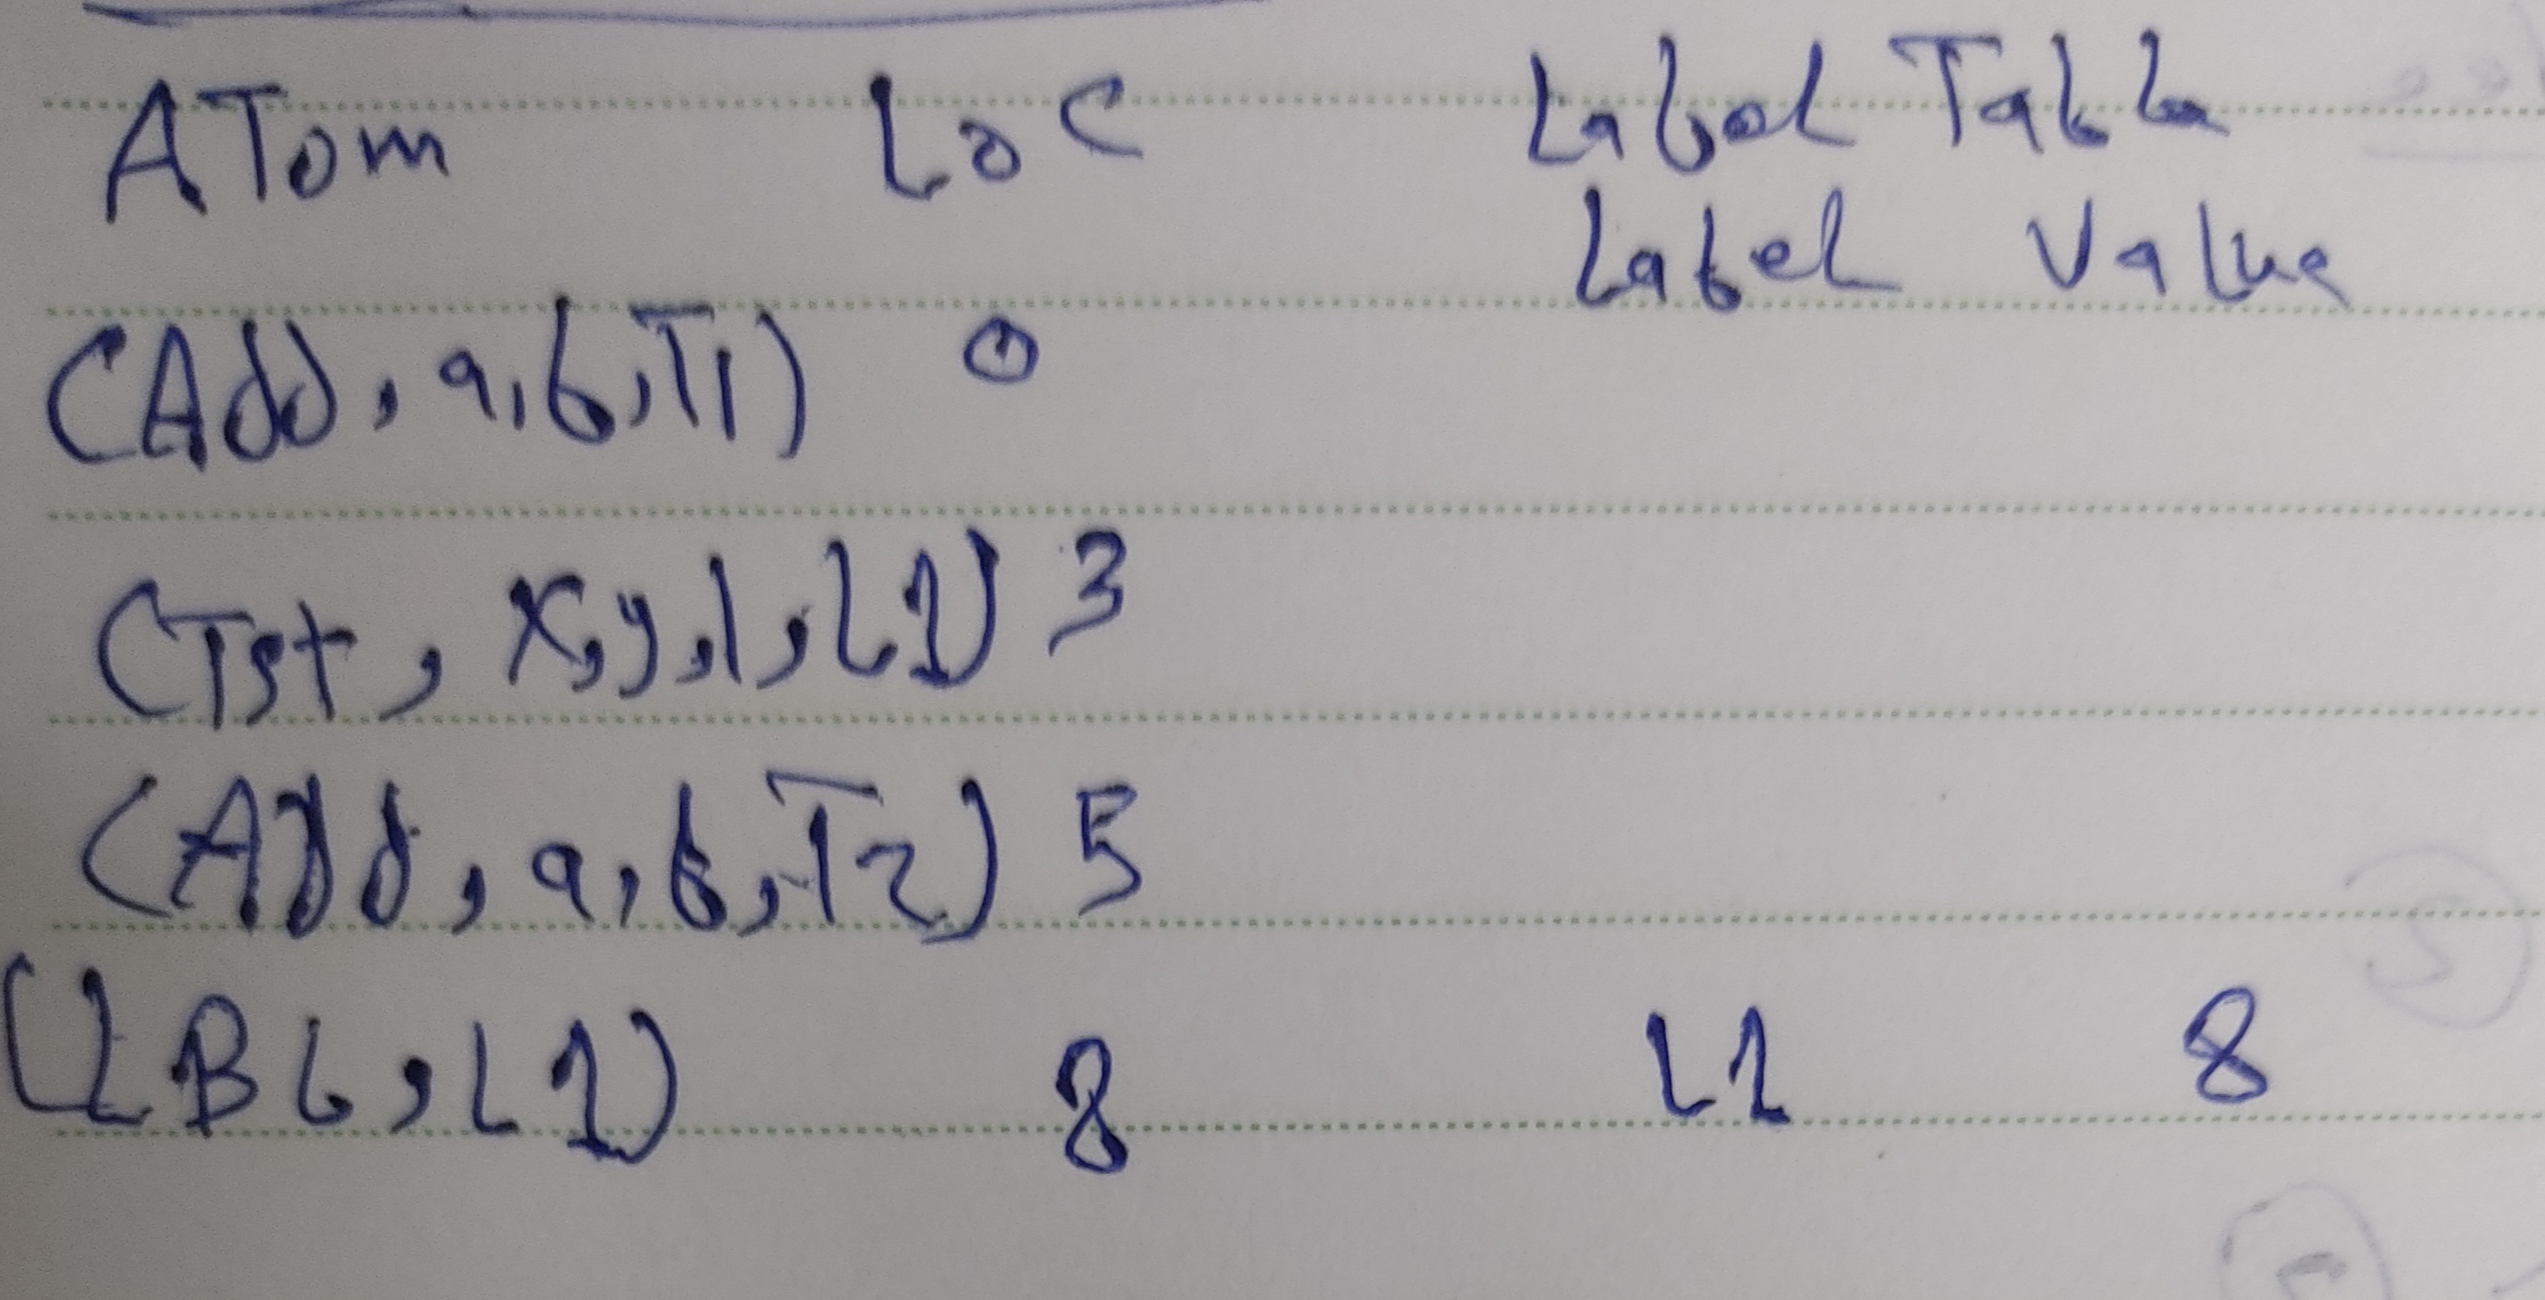 ATom Loc Label Table
Label Value
(Add, a,b,T1) 0
(Tst, x,y,1,L1) 3
(Add, a,b,T2) 5
(LBL,L1) 8 L1 8